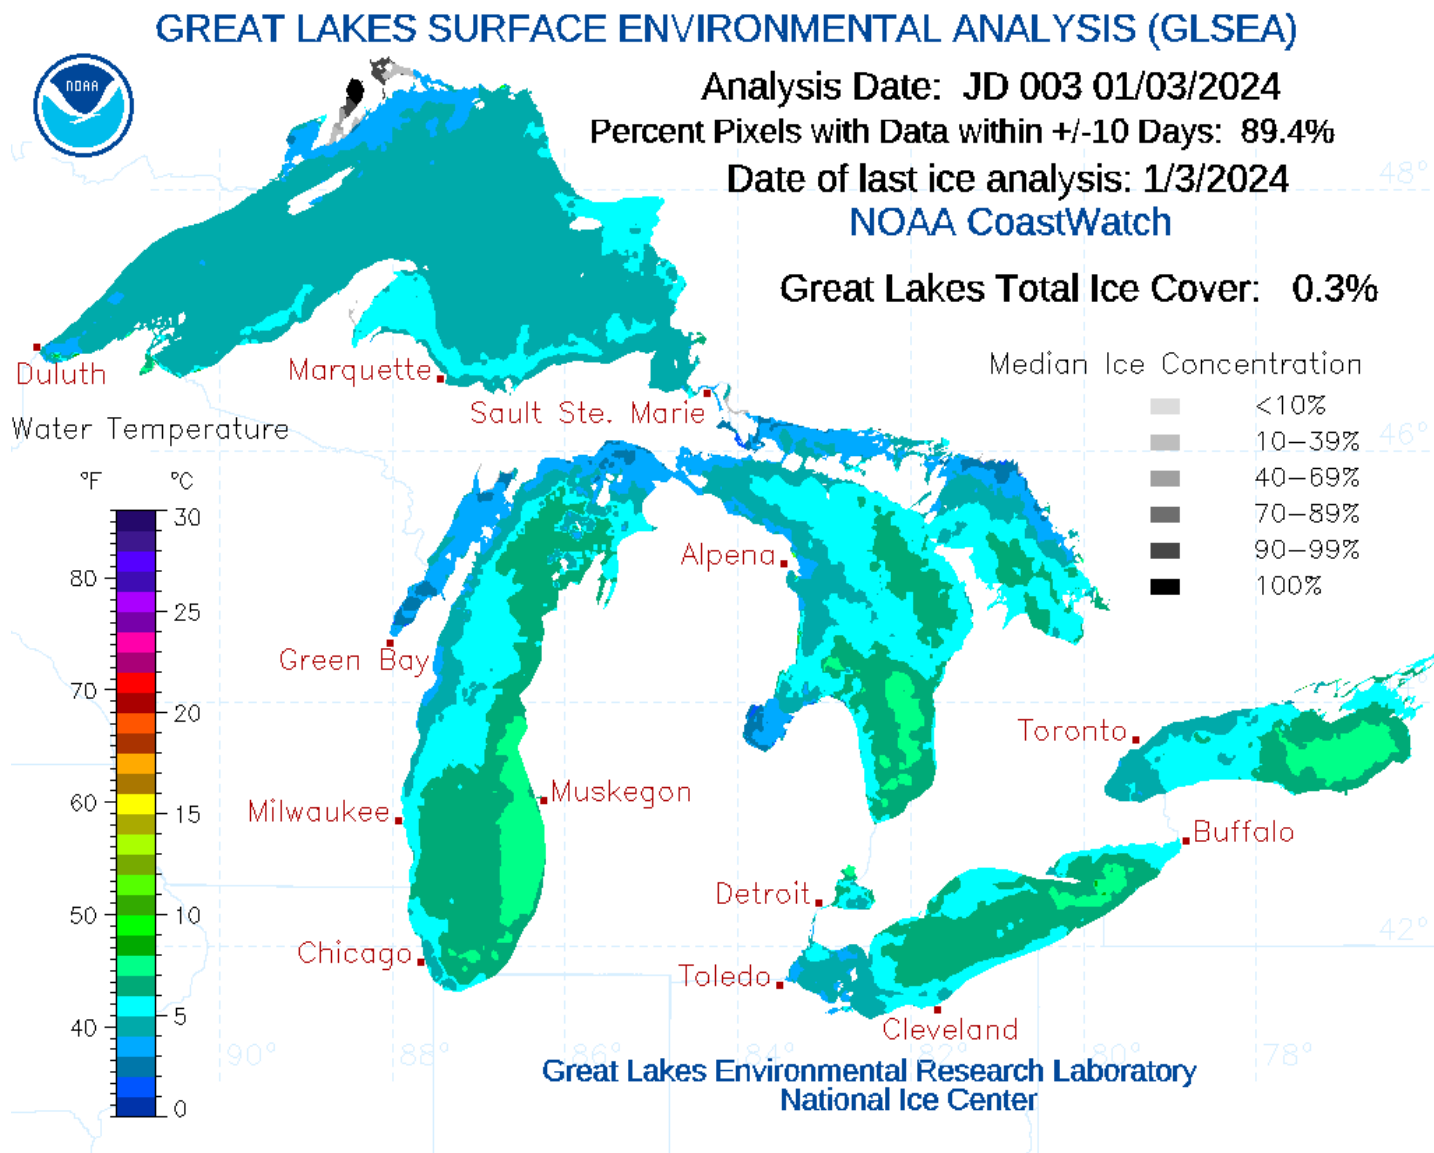 GREAT LAKES SURFACE ENVIRONMENTAL ANALYSIS (GLSEA)
NOAA
Analysis Date: JD 003 01/03/2024
Percent Pixels with Data within +/-10 Days: 89.4%
Date of last ice analysis: 1/3/2024
NOAA CoastWatch
48°
Great Lakes Total Ice Cover: 0.3%
Median Ice Concentration
<10%
10-39%
40-69%
70-89%
90-99%
100%
46°
Duluth
Marquette
Sault Ste. Marie
Water Temperature
°F °C
30
80
25
70
20
60
15
50
10
40
5
0
Alpena
Green Bay
Toronto
Milwaukee
Muskegon
Buffalo
Detroit
Chicago
Toledo
Cleveland
42°
90° 88° 86° 84° 82° 80° 78°
Great Lakes Environmental Research Laboratory
National Ice Center